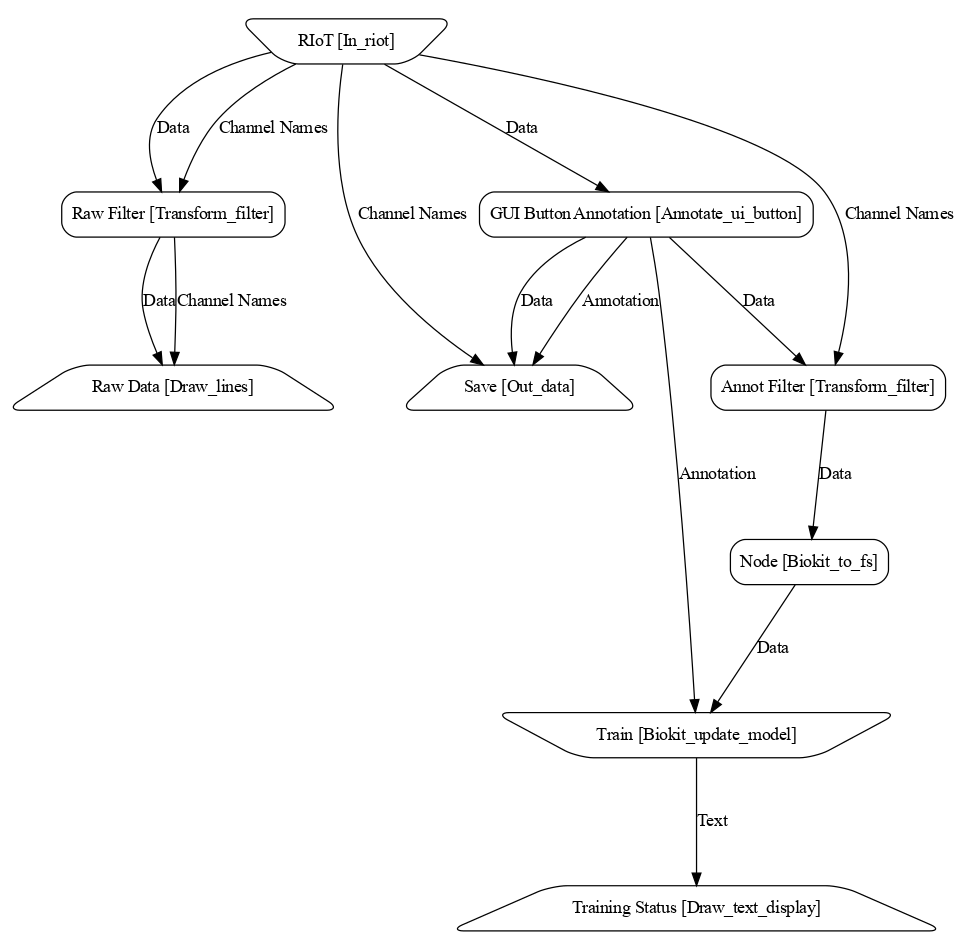 RIoT [In_riot]
Data
Channel Names
Data
Raw Filter [Transform_filter]
Channel Names
GUI Button Annotation [Annotate_ui_button]
Channel Names
Data
Channel Names
Data
Annotation
Data
Raw Data [Draw_lines]
Save [Out_data]
Annot Filter [Transform_filter]
Annotation
Data
Node [Biokit_to_fs]
Data
Train [Biokit_update_model]
Text
Training Status [Draw_text_display]